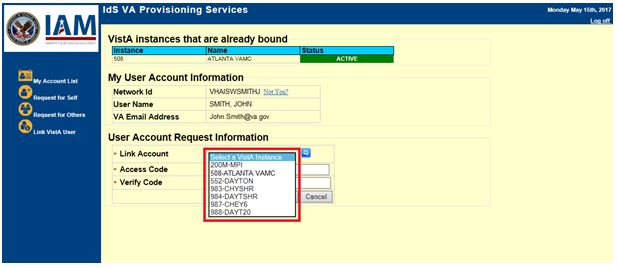 IdS VA Provisioning Services
Monday May 15th, 2017
Log off
IAM
IDENTITY & ACCESS MANAGEMENT
My Account List
Request for Self
Request for Others
Link VistA User
VistA instances that are already bound
Instance Name Status
508 ATLANTA VAMC ACTIVE
My User Account Information
Network Id VHAISWSMITHJ Not You?
User Name SMITH, JOHN
VA Email Address John.Smith@va.gov
User Account Request Information
* Link Account Select a VistA Instance
200M-MPI
* Access Code 508-ATLANTA VAMC
552-DAYTON
* Verify Code 983-CHYSHR
984-DAYTSHR
987-CHEY6 Cancel
988-DAYT20